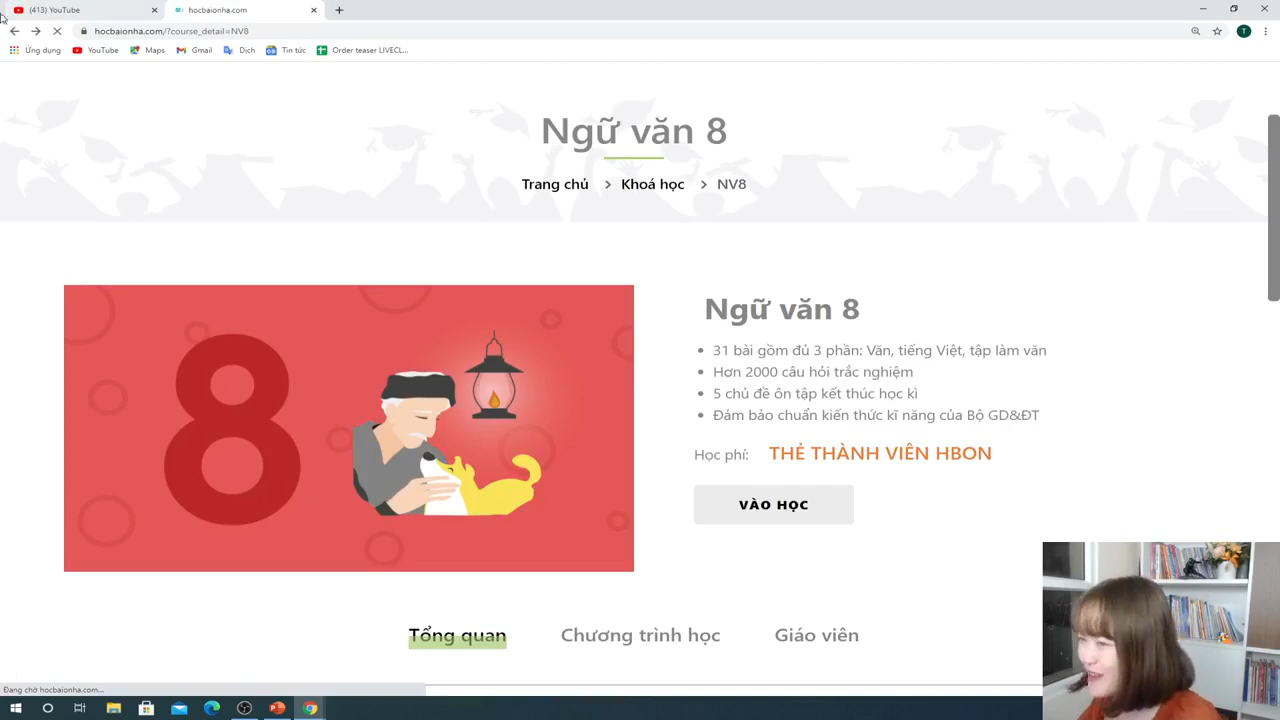 (413) YouTube
hocbaionha.com
hocbaionha.com/?course_detail=NV8
T
Ứng dụng
YouTube
Maps
Gmail
Dịch
Tin tức
Order teaser LIVECL...
Ngữ văn 8
Trang chủ > Khoá học > NV8
8
Ngữ văn 8
• 31 bài gồm đủ 3 phần: Văn, tiếng Việt, tập làm văn
• Hơn 2000 câu hỏi trắc nghiệm
• 5 chủ đề ôn tập kết thúc học kì
• Đảm bảo chuẩn kiến thức kĩ năng của Bộ GD&ĐT
Học phí: THẺ THÀNH VIÊN HBON
VÀO HỌC
Tổng quan
Chương trình học
Giáo viên
Đang chờ hocbaionha.com...